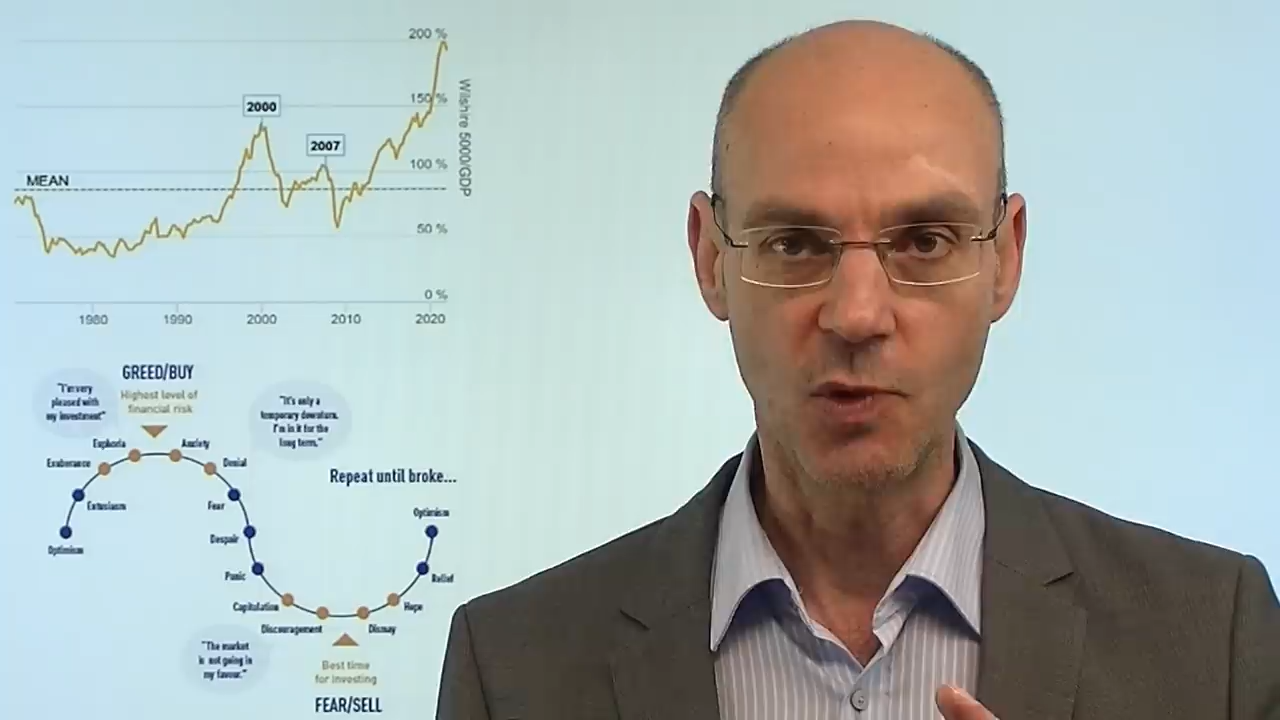 200 %
150 %
100 %
50 %
0 %
Wilshire 5000/GDP
2000
2007
MEAN
1980
1990
2000
2010
2020
GREED/BUY
Highest level of
financial risk
"I'm very
pleased with
my investment"
"It's only a
temporary downturn.
I'm in it for the
long term."
Euphoria
Anxiety
Exuberance
Denial
Repeat until broke...
Entusiasm
Fear
Optimism
Optimism
Despair
Panic
Relief
Capitulation
Hope
Discouragement
Dismay
"The market
is not going in
my favour."
Best time
for investing
FEAR/SELL